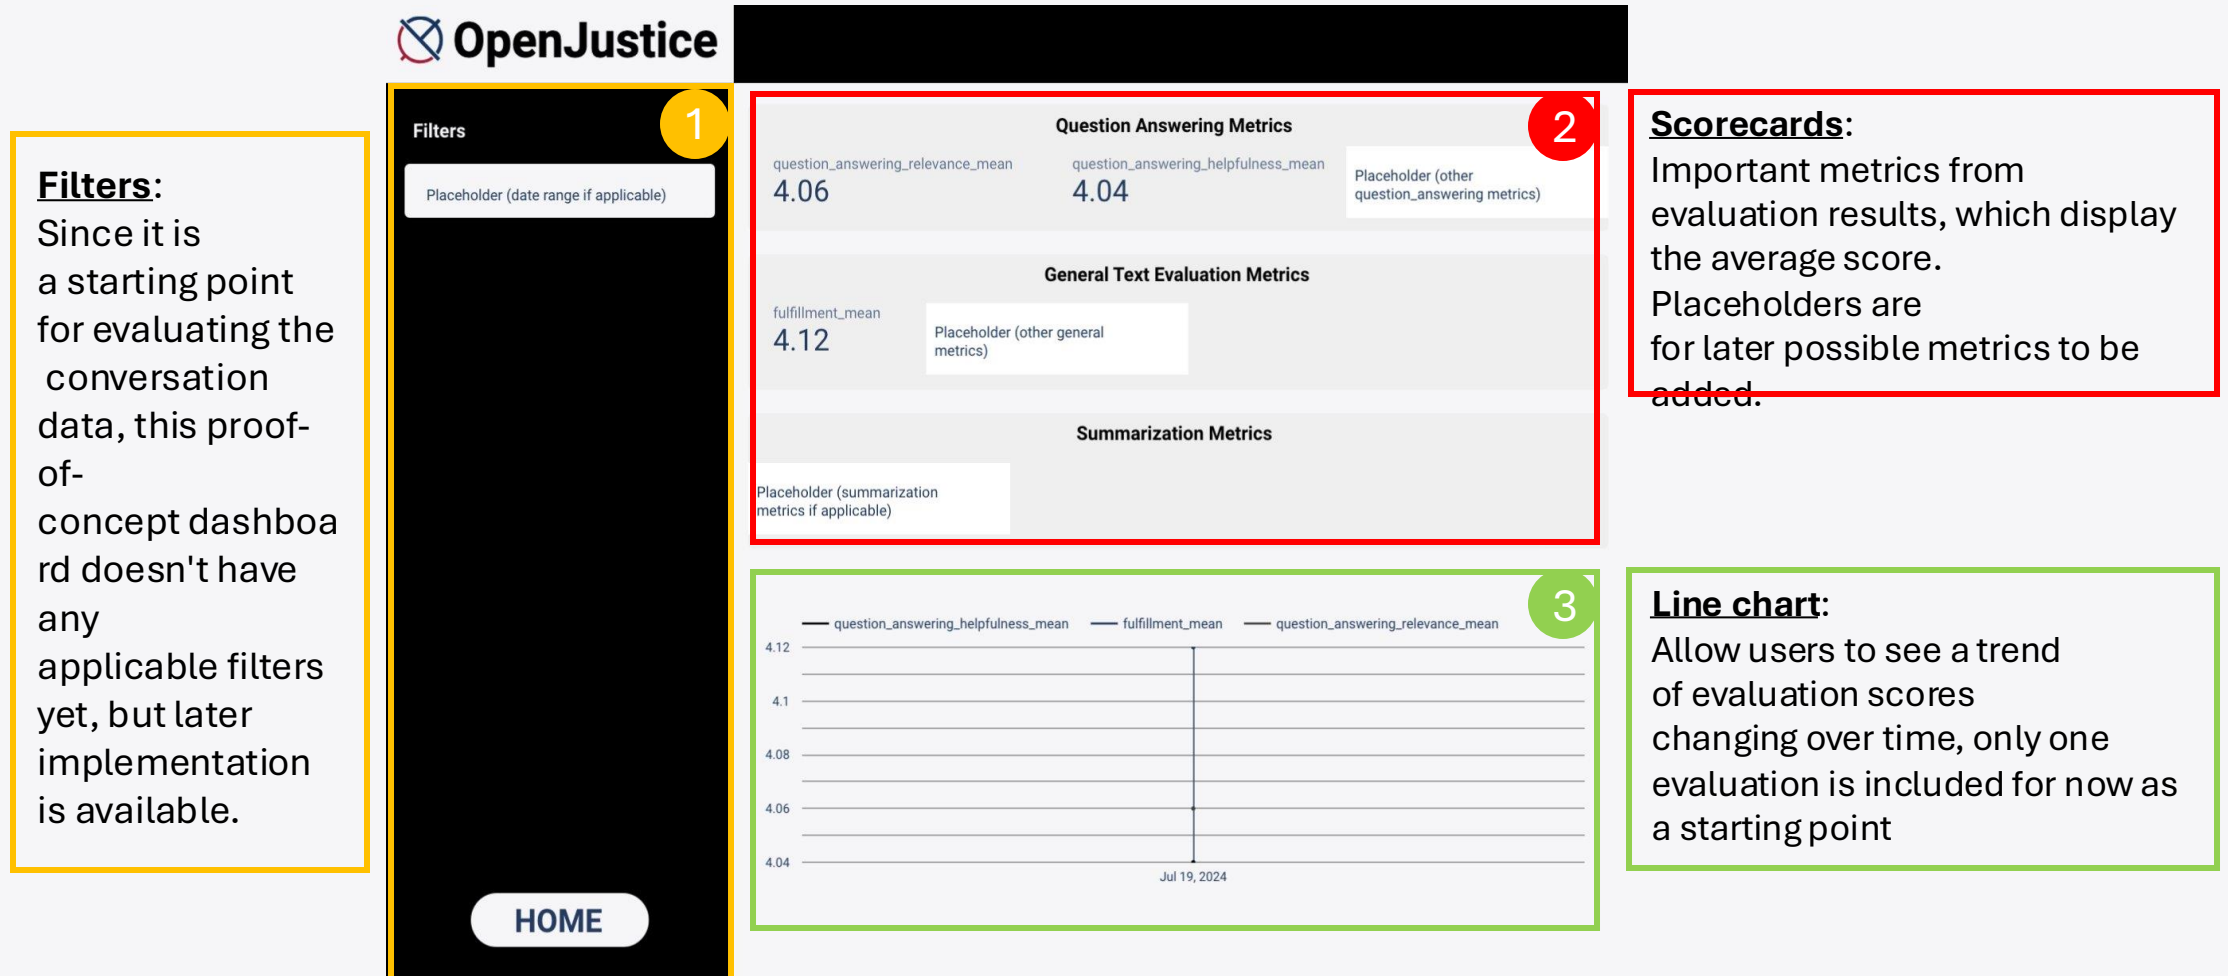 OpenJustice
Filters:
Since it is
a starting point
for evaluating the
conversation
data, this proof-
of-
concept dashboa
rd doesn't have
any
applicable filters
yet, but later
implementation
is available.
Filters
1
Placeholder (date range if applicable)
HOME
Question Answering Metrics
2
question_answering_relevance_mean
4.06
question_answering_helpfulness_mean
4.04
Placeholder (other
question_answering metrics)
General Text Evaluation Metrics
fulfillment_mean
4.12
Placeholder (other general
metrics)
Summarization Metrics
Placeholder (summarization
metrics if applicable)
Scorecards:
Important metrics from
evaluation results, which display
the average score.
Placeholders are
for later possible metrics to be
added.
3
question_answering_helpfulness_mean
fulfillment_mean
question_answering_relevance_mean
4.12
4.1
4.08
4.06
4.04
Jul 19, 2024
Line chart:
Allow users to see a trend
of evaluation scores
changing over time, only one
evaluation is included for now as
a starting point